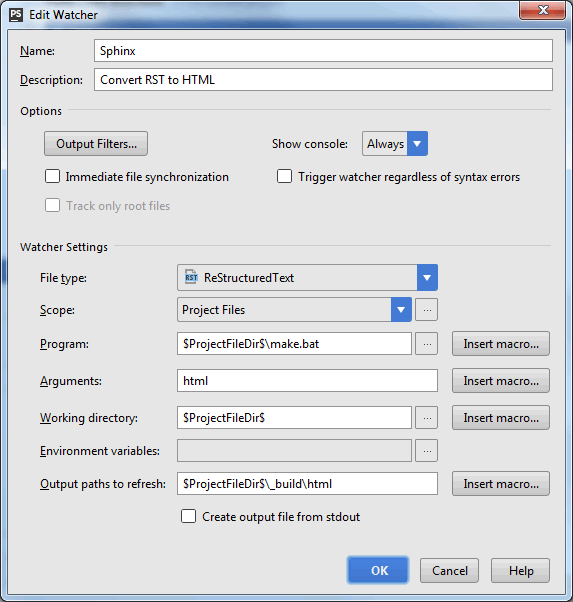 PS Edit Watcher
Name: Sphinx
Description: Convert RST to HTML
Options
Output Filters... Show console: Always
Immediate file synchronization Trigger watcher regardless of syntax errors
Track only root files
Watcher Settings
File type: RST ReStructuredText
Scope: Project Files ...
Program: $ProjectFileDir$\make.bat ... Insert macro...
Arguments: html Insert macro...
Working directory: $ProjectFileDir$ ... Insert macro...
Environment variables: ...
Output paths to refresh: $ProjectFileDir$\_build\html Insert macro...
Create output file from stdout
OK Cancel Help